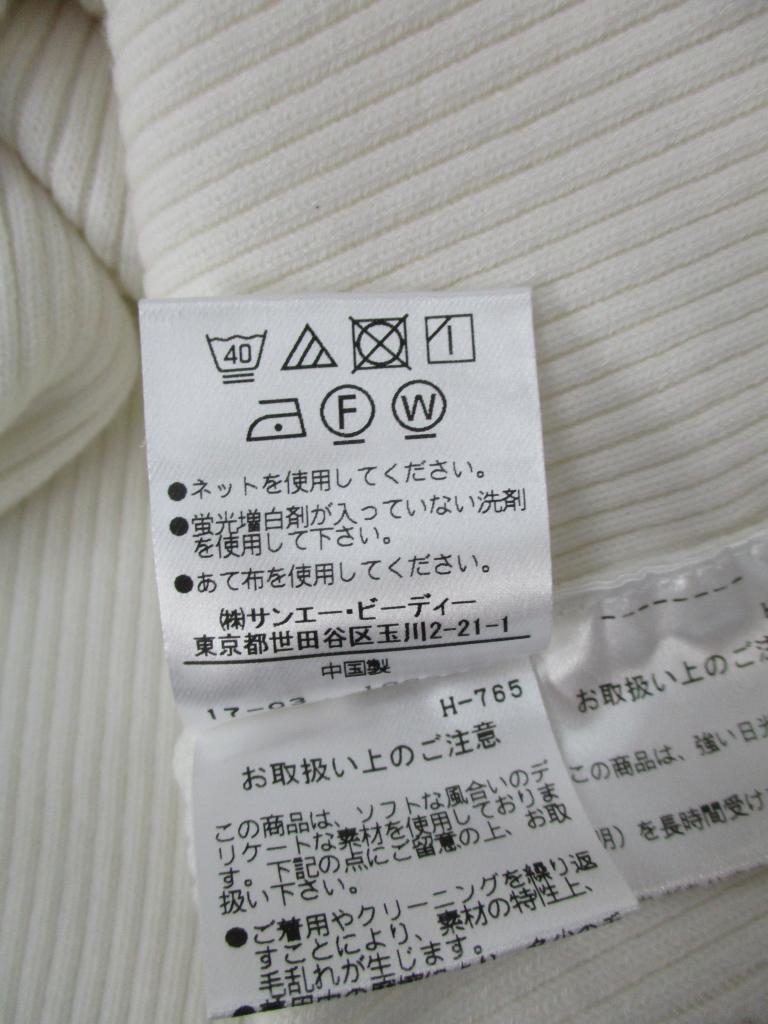 40
F W
●ネットを使用してください。
●蛍光増白剤が入っていない洗剤
を使用して下さい。
●あて布を使用してください。
㈱サンエー・ビーディー
東京都世田谷区玉川2-21-1
中国製
H-765
お取扱い上のご注意
この商品は、ソフトな風合いのデ
リケートな素材を使用しておりま
す。下記の点にご留意の上、お取
扱い下さい。
●ご着用やクリーニングを繰り返
すことにより、素材の特性上、
毛乱れが生じます。
お取扱い上のご注
この商品は、強い日光
を長時間受け